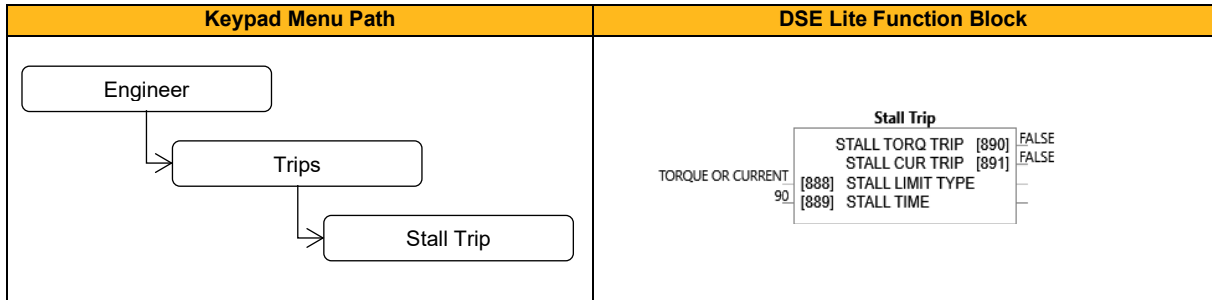 Keypad Menu Path
DSE Lite Function Block
Engineer
Trips
Stall Trip
Stall Trip
STALL TORQ TRIP [890] FALSE
STALL CUR TRIP [891] FALSE
TORQUE OR CURRENT [888] STALL LIMIT TYPE
90 [889] STALL TIME